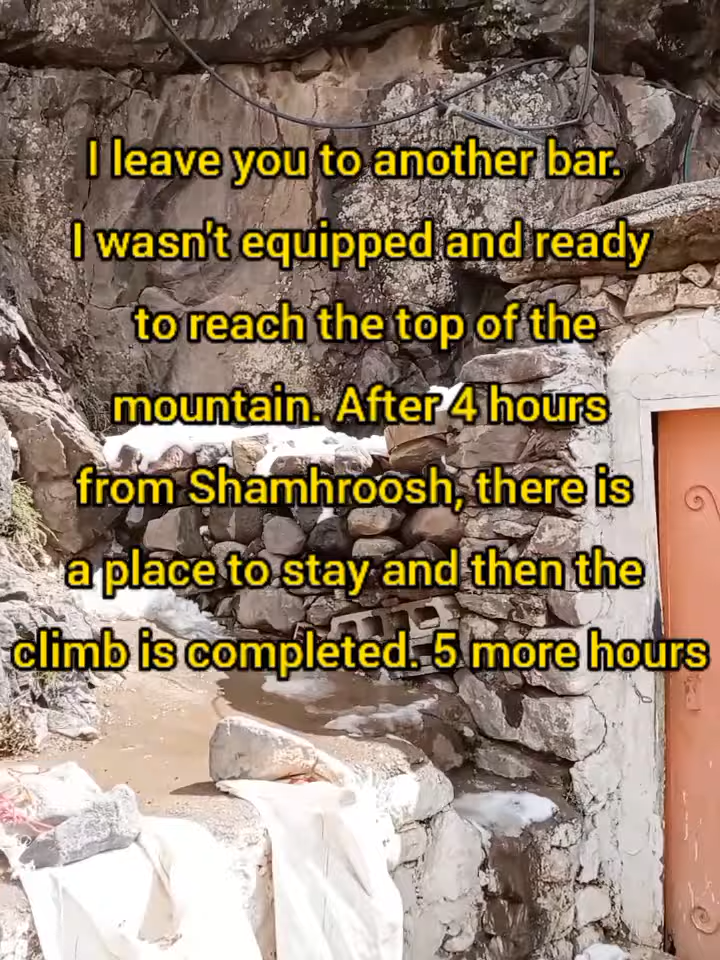 I leave you to another bar.
I wasn't equipped and ready
to reach the top of the
mountain. After 4 hours
from Shamhroosh, there is
a place to stay and then the
climb is completed. 5 more hours